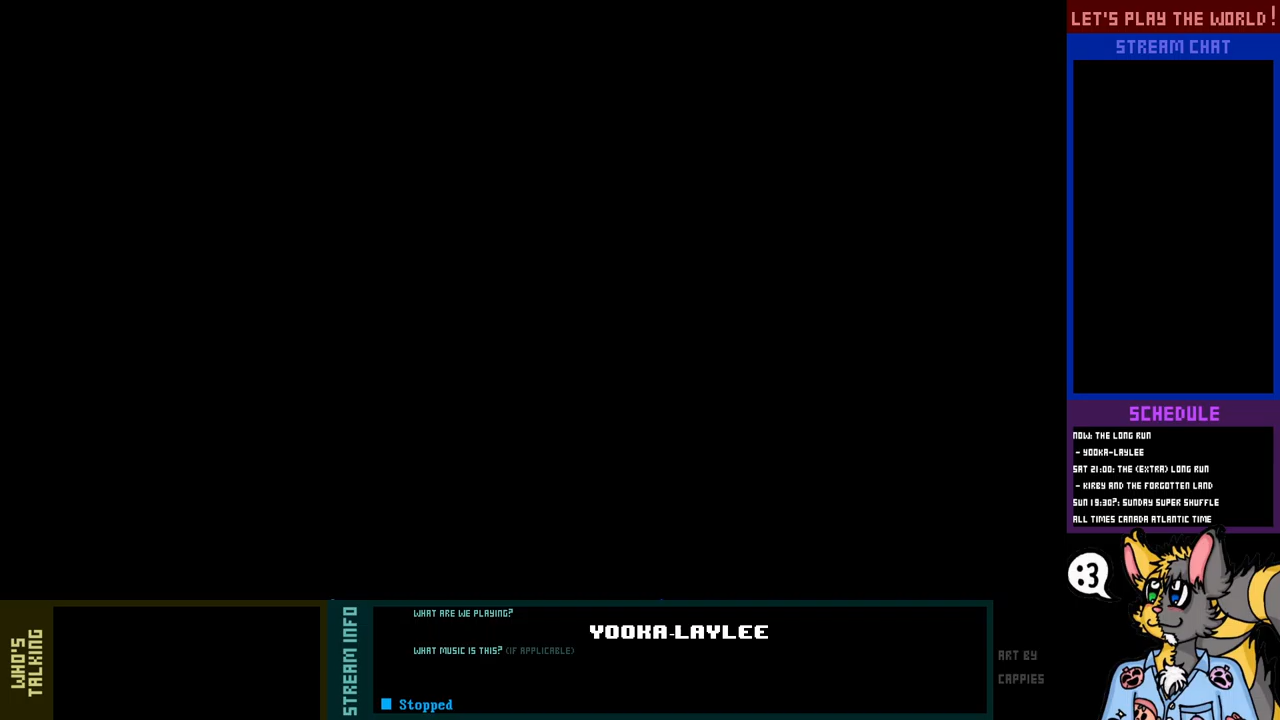 LET'S PLAY THE WORLD!
STREAM CHAT
SCHEDULE
NOW: THE LONG RUN
- YOOKA-LAYLEE
SAT 21:00: THE (EXTRA) LONG RUN
- KIRBY AND THE FORGOTTEN LAND
SUN 19:30?: SUNDAY SUPER SHUFFLE
ALL TIMES CANADA ATLANTIC TIME
:3
WHO'S
TALKING
STREAM INFO
WHAT ARE WE PLAYING?
YOOKA-LAYLEE
WHAT MUSIC IS THIS? (IF APPLICABLE)
Stopped
ART BY
CAPPIES